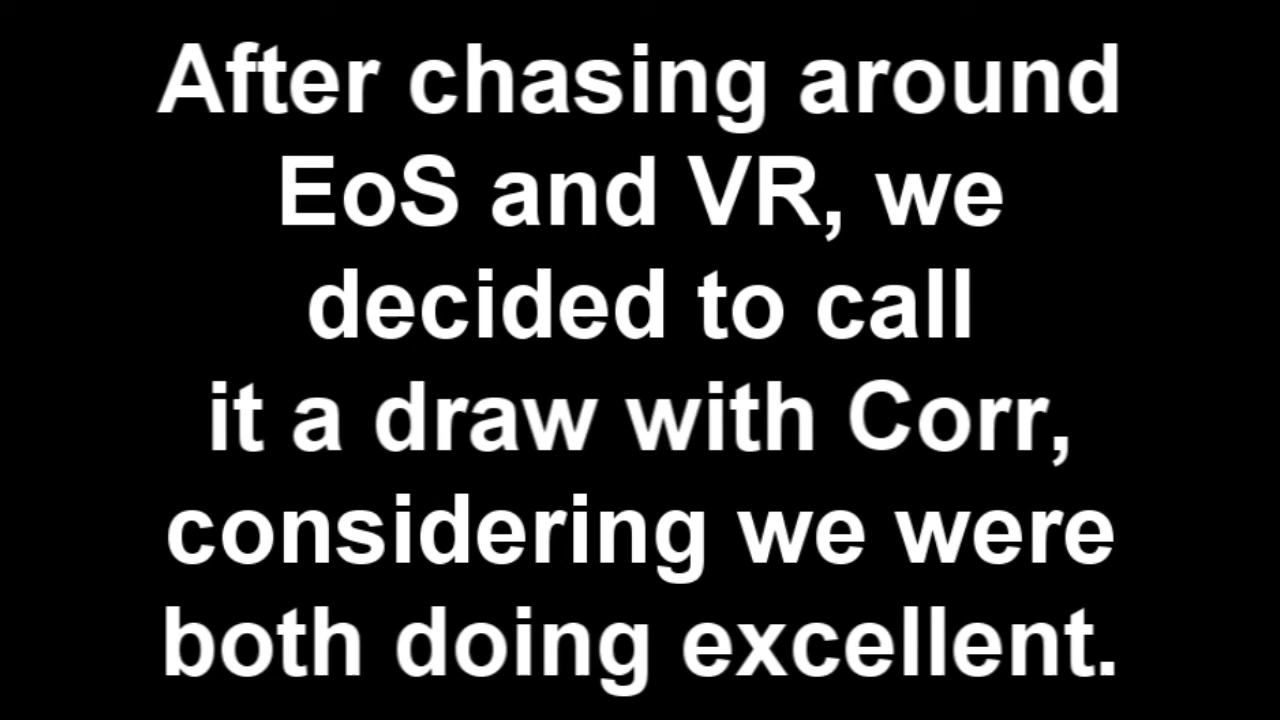 After chasing around
EoS and VR, we
decided to call
it a draw with Corr,
considering we were
both doing excellent.